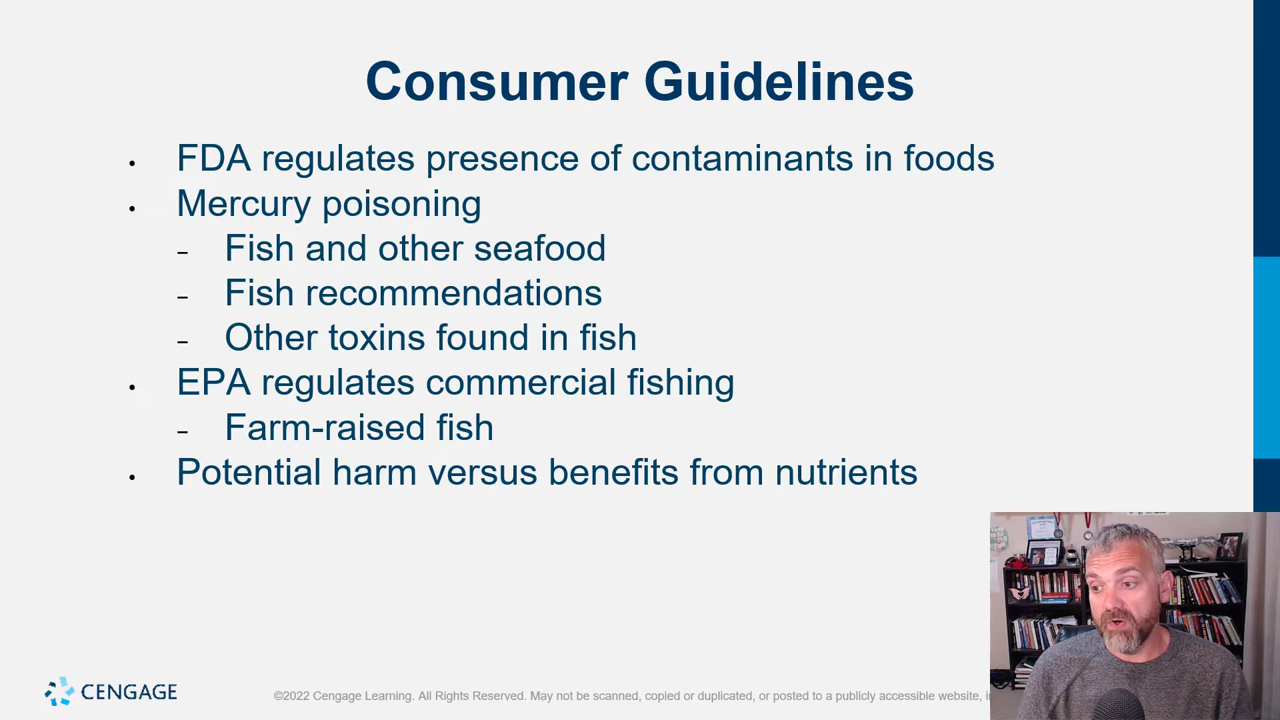 Consumer Guidelines
• FDA regulates presence of contaminants in foods
• Mercury poisoning
– Fish and other seafood
– Fish recommendations
– Other toxins found in fish
• EPA regulates commercial fishing
– Farm-raised fish
• Potential harm versus benefits from nutrients
CENGAGE
©2022 Cengage Learning. All Rights Reserved. May not be scanned, copied or duplicated, or posted to a publicly accessible website,